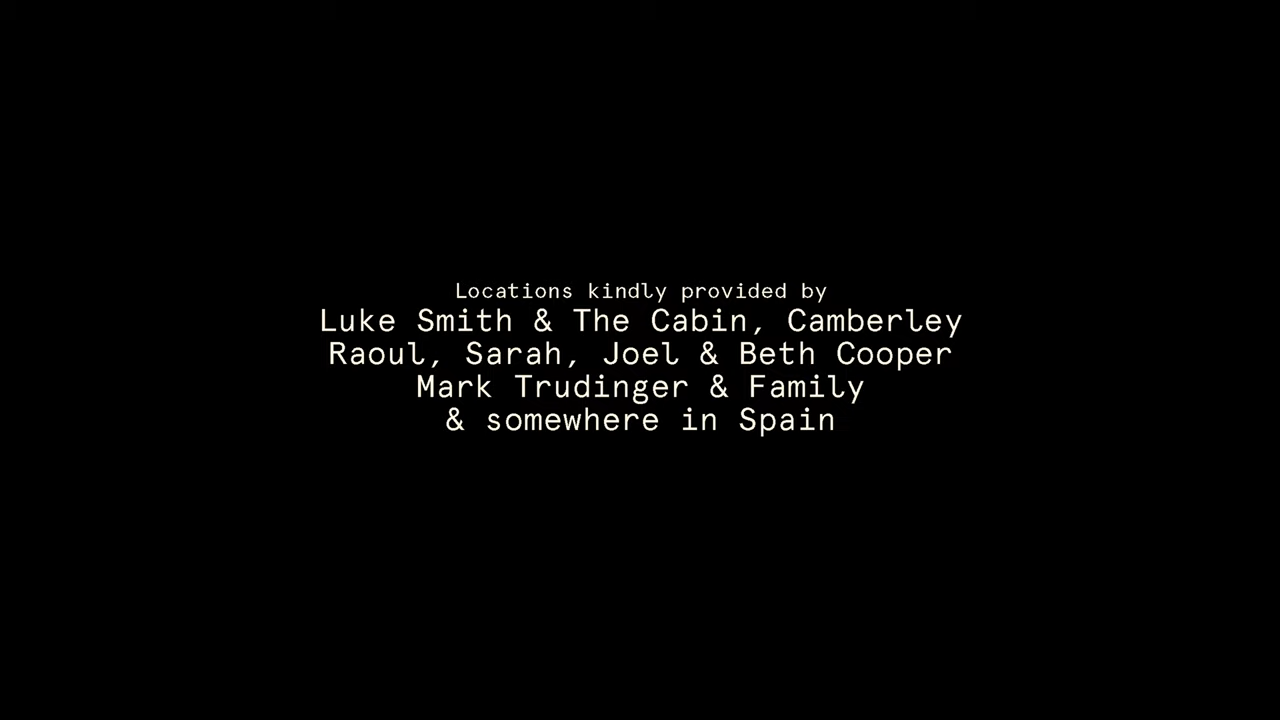 Locations kindly provided by
Luke Smith & The Cabin, Camberley
Raoul, Sarah, Joel & Beth Cooper
Mark Trudinger & Family
& somewhere in Spain